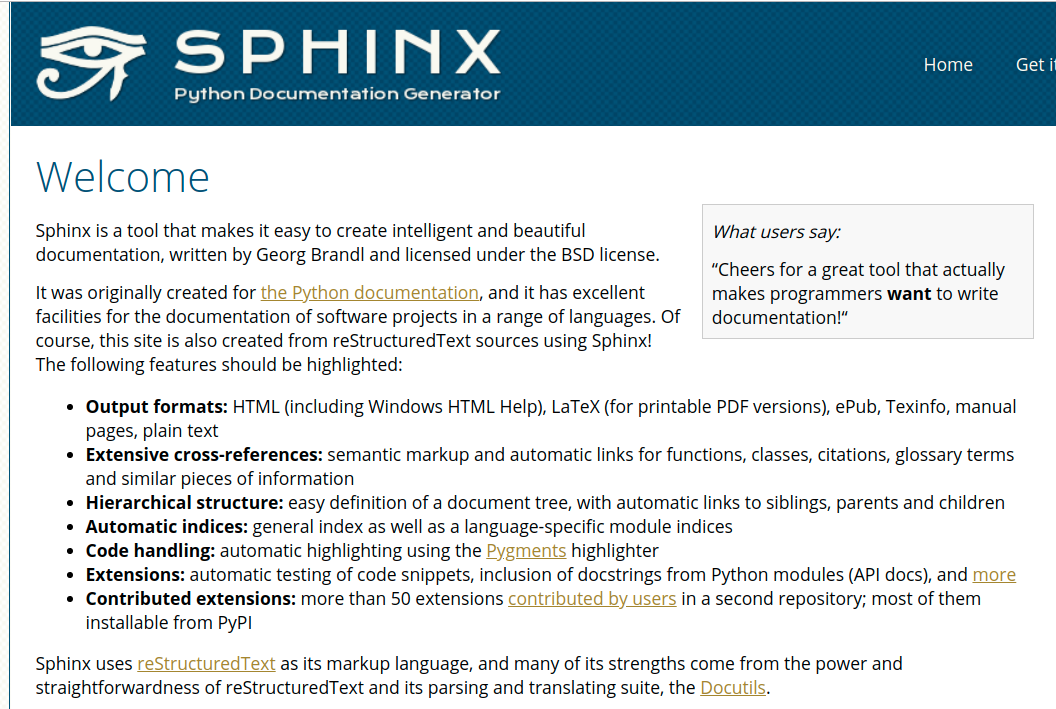 SPHINX
Python Documentation Generator
Home
Get it
Welcome
Sphinx is a tool that makes it easy to create intelligent and beautiful
documentation, written by Georg Brandl and licensed under the BSD license.
It was originally created for the Python documentation, and it has excellent
facilities for the documentation of software projects in a range of languages. Of
course, this site is also created from reStructuredText sources using Sphinx!
The following features should be highlighted:
What users say:
“Cheers for a great tool that actually
makes programmers want to write
documentation!“
• Output formats: HTML (including Windows HTML Help), LaTeX (for printable PDF versions), ePub, Texinfo, manual
pages, plain text
• Extensive cross-references: semantic markup and automatic links for functions, classes, citations, glossary terms
and similar pieces of information
• Hierarchical structure: easy definition of a document tree, with automatic links to siblings, parents and children
• Automatic indices: general index as well as a language-specific module indices
• Code handling: automatic highlighting using the Pygments highlighter
• Extensions: automatic testing of code snippets, inclusion of docstrings from Python modules (API docs), and more
• Contributed extensions: more than 50 extensions contributed by users in a second repository; most of them
installable from PyPI
Sphinx uses reStructuredText as its markup language, and many of its strengths come from the power and
straightforwardness of reStructuredText and its parsing and translating suite, the Docutils.